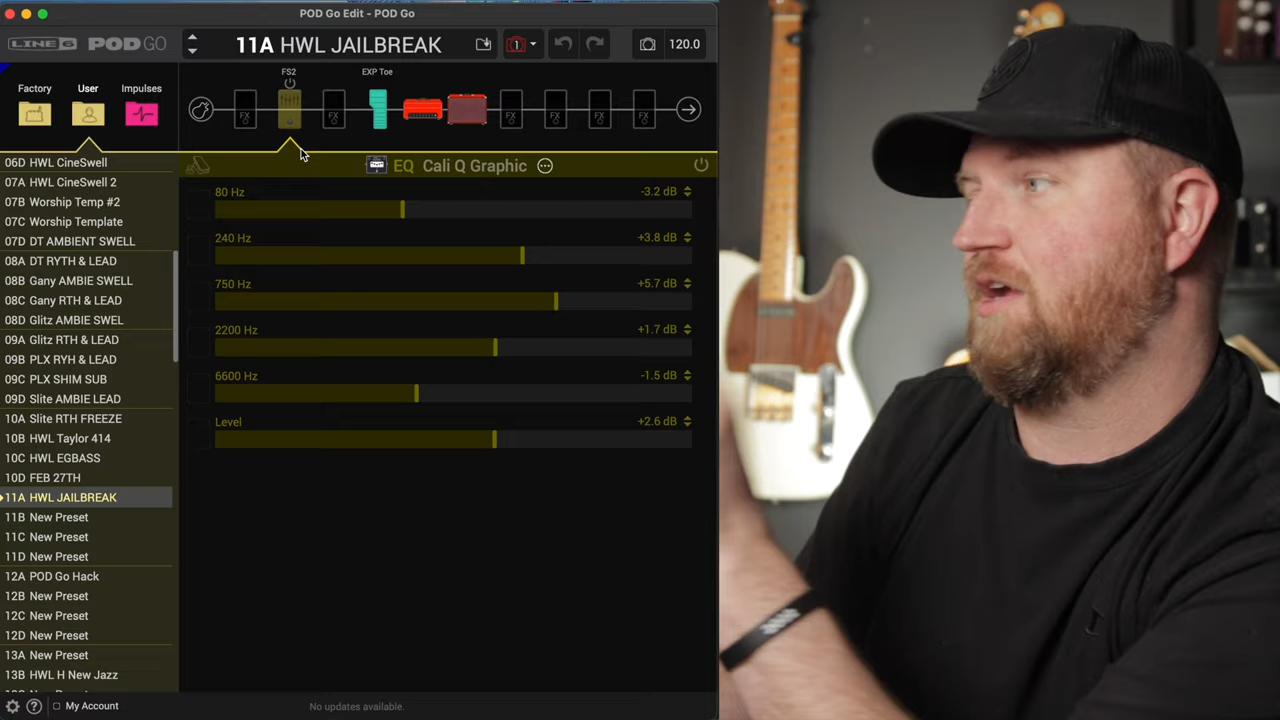 POD Go Edit - POD Go
LINE 6 POD GO
11A HWL JAILBREAK
1
120.0
Factory
User
Impulses
FS2
EXP Toe
FX
FX
FX
FX
FX
FX
EQ Cali Q Graphic
80 Hz -3.2 dB
240 Hz +3.8 dB
750 Hz +5.7 dB
2200 Hz +1.7 dB
6600 Hz -1.5 dB
Level +2.6 dB
06D HWL CineSwell
07A HWL CineSwell 2
07B Worship Temp #2
07C Worship Template
07D DT AMBIENT SWELL
08A DT RYTH & LEAD
08B Gany AMBIE SWELL
08C Gany RTH & LEAD
08D Glitz AMBIE SWEL
09A Glitz RTH & LEAD
09B PLX RYH & LEAD
09C PLX SHIM SUB
09D Slite AMBIE LEAD
10A Slite RTH FREEZE
10B HWL Taylor 414
10C HWL EGBASS
10D FEB 27TH
11A HWL JAILBREAK
11B New Preset
11C New Preset
11D New Preset
12A POD Go Hack
12B New Preset
12C New Preset
12D New Preset
13A New Preset
13B HWL H New Jazz
? My Account
No updates available.